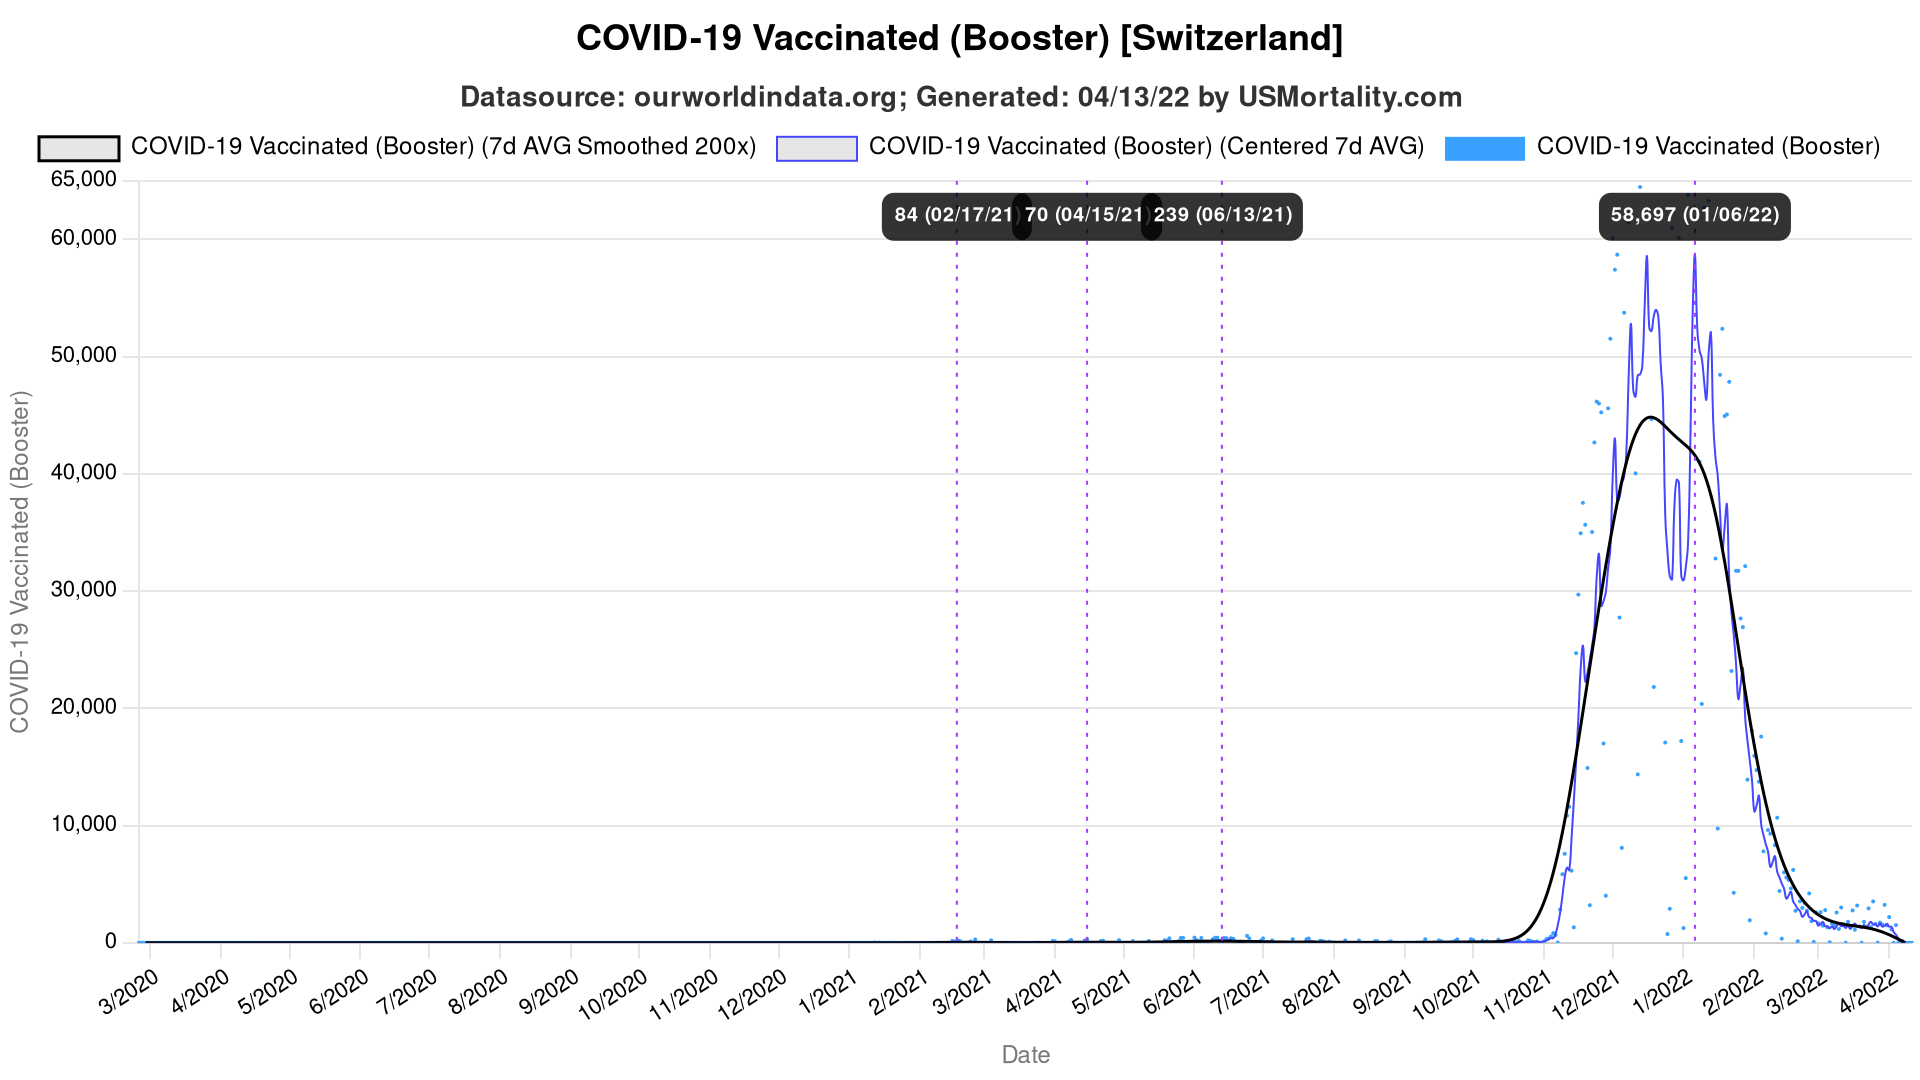 COVID-19 Vaccinated (Booster) [Switzerland]
Datasource: ourworldindata.org; Generated: 04/13/22 by USMortality.com
COVID-19 Vaccinated (Booster) (7d AVG Smoothed 200x) COVID-19 Vaccinated (Booster) (Centered 7d AVG) COVID-19 Vaccinated (Booster)
65,000
84 (02/17/21) 70 (04/15/21) 239 (06/13/21) 58,697 (01/06/22)
60,000
50,000
40,000
30,000
20,000
10,000
0
COVID-19 Vaccinated (Booster)
3/2020 4/2020 5/2020 6/2020 7/2020 8/2020 9/2020 10/2020 11/2020 12/2020 1/2021 2/2021 3/2021 4/2021 5/2021 6/2021 7/2021 8/2021 9/2021 10/2021 11/2021 12/2021 1/2022 2/2022 3/2022 4/2022
Date